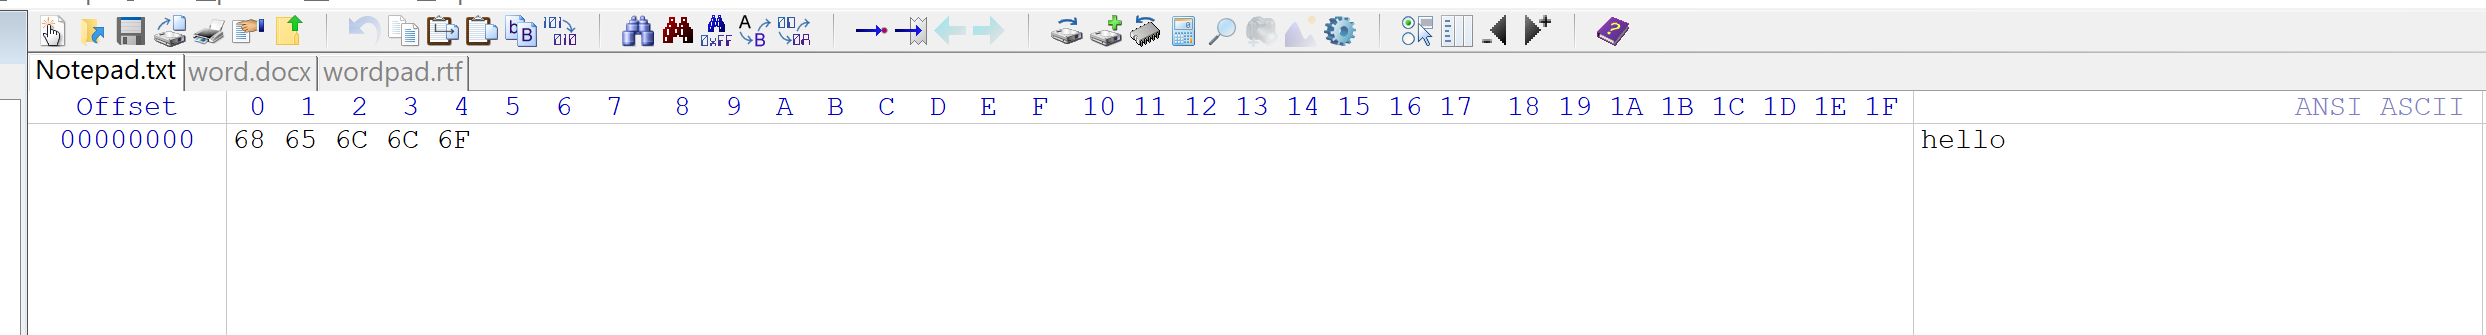 Notepad.txt word.docx wordpad.rtf
Offset 0 1 2 3 4 5 6 7 8 9 A B C D E F 10 11 12 13 14 15 16 17 18 19 1A 1B 1C 1D 1E 1F ANSI ASCII
00000000 68 65 6C 6C 6F hello